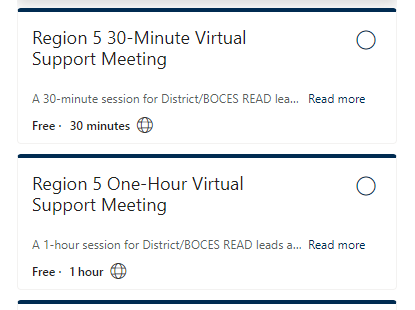 Region 5 30-Minute Virtual
Support Meeting
A 30-minute session for District/BOCES READ lea... Read more
Free · 30 minutes
Region 5 One-Hour Virtual
Support Meeting
A 1-hour session for District/BOCES READ leads a... Read more
Free · 1 hour